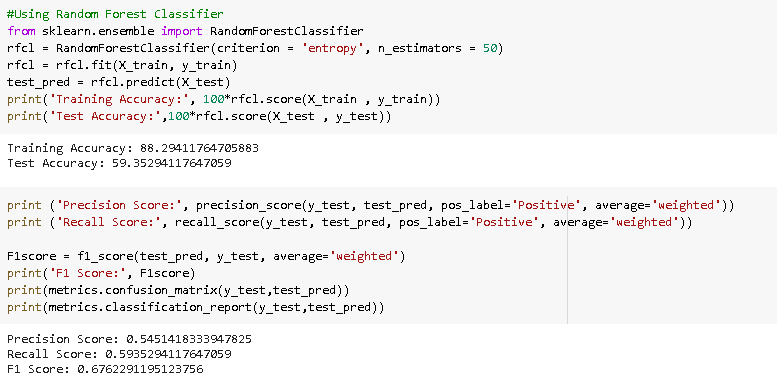 #Using Random Forest Classifier
from sklearn.ensemble import RandomForestClassifier
rfcl = RandomForestClassifier(criterion = 'entropy', n_estimators = 50)
rfcl = rfcl.fit(X_train, y_train)
test_pred = rfcl.predict(X_test)
print('Training Accuracy:', 100*rfcl.score(X_train , y_train))
print('Test Accuracy:',100*rfcl.score(X_test , y_test))
Training Accuracy: 88.29411764705883
Test Accuracy: 59.35294117647059
print ('Precision Score:', precision_score(y_test, test_pred, pos_label='Positive', average='weighted'))
print ('Recall Score:', recall_score(y_test, test_pred, pos_label='Positive', average='weighted'))
F1score = f1_score(test_pred, y_test, average='weighted')
print('F1 Score:', F1score)
print(metrics.confusion_matrix(y_test,test_pred))
print(metrics.classification_report(y_test,test_pred))
Precision Score: 0.5451418333947825
Recall Score: 0.5935294117647059
F1 Score: 0.6762291195123756